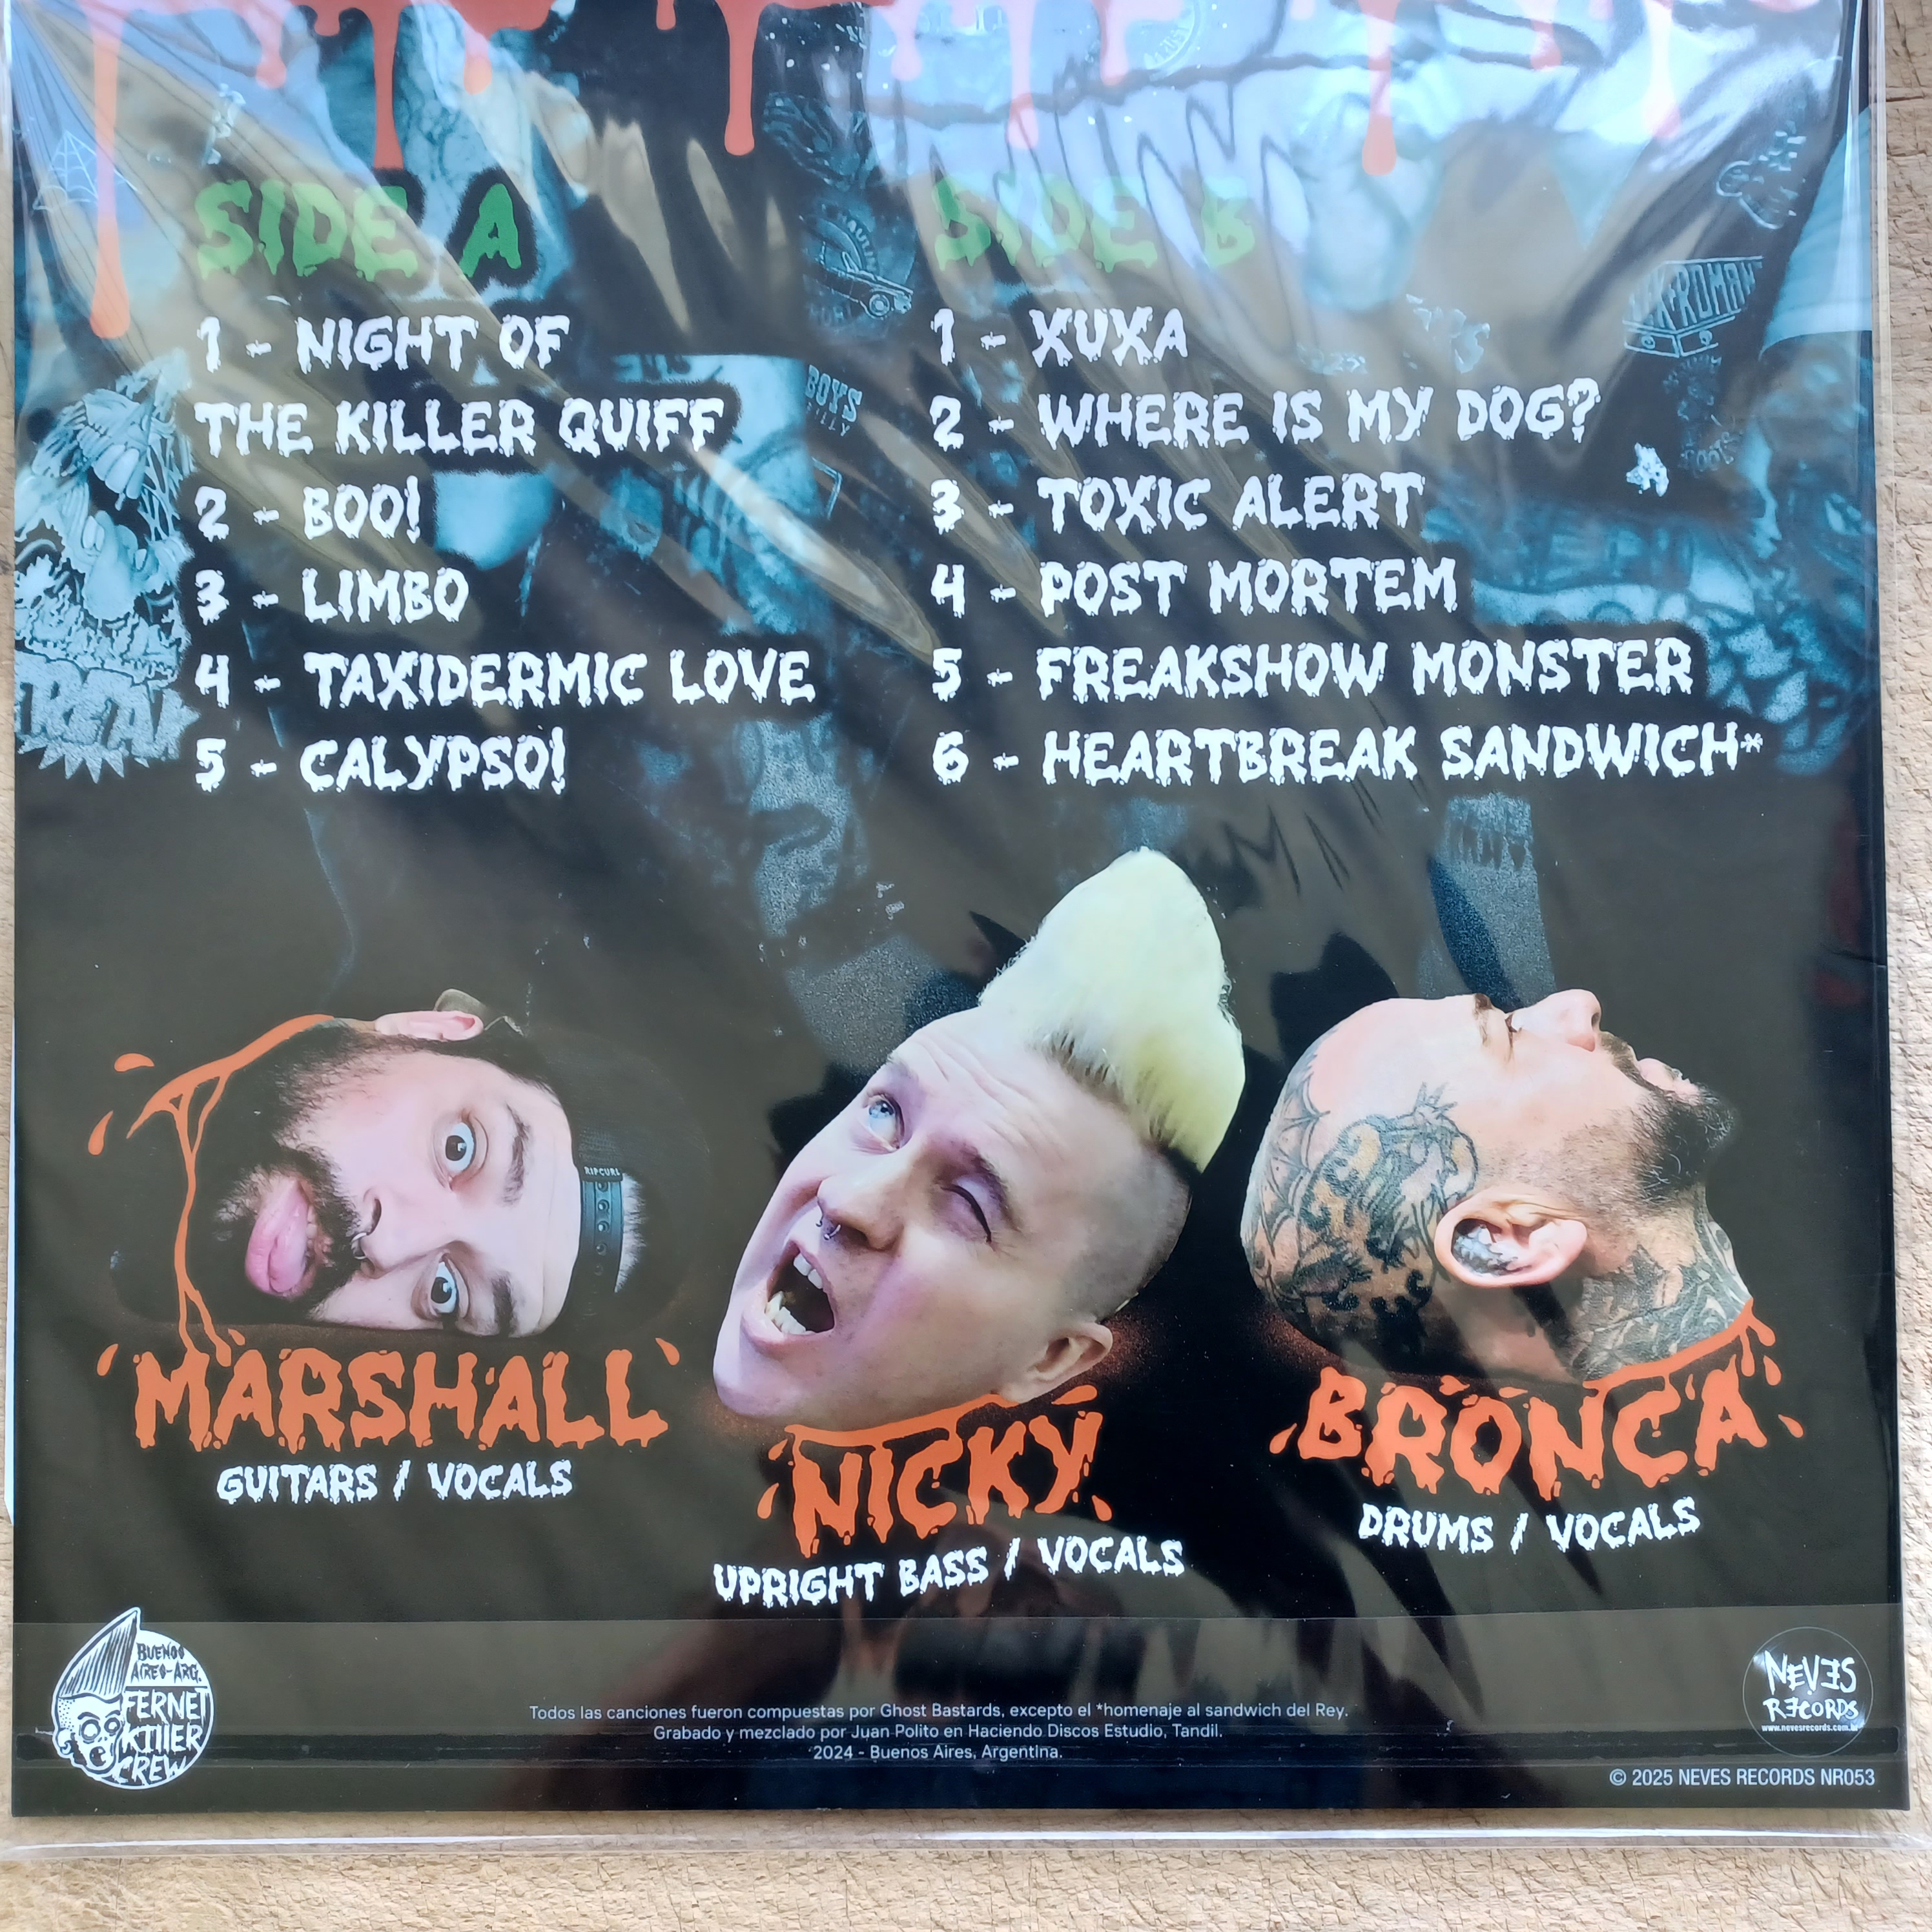 SIDE A
1 - NIGHT OF
THE KILLER QUIFF
2 - BOO!
3 - LIMBO
4 - TAXIDERMIC LOVE
5 - CALYPSO!
SIDE B
1 - XUXA
2 - WHERE IS MY DOG?
3 - TOXIC ALERT
4 - POST MORTEM
5 - FREAKSHOW MONSTER
6 - HEARTBREAK SANDWICH*
BOYS
RIPCURL
MARSHALL
GUITARS / VOCALS
NICKY
UPRIGHT BASS / VOCALS
BRONCA
DRUMS / VOCALS
BUENOS
AIRES-ARG.
FERNET
KILLER
CREW
Todos las canciones fueron compuestas por Ghost Bastards, excepto el *homenaje al sandwich del Rey.
Grabado y mezclado por Juan Polito en Haciendo Discos Estudio, Tandil.
2024 - Buenos Aires, Argentina.
NEVES
RECORDS
© 2025 NEVES RECORDS NR053